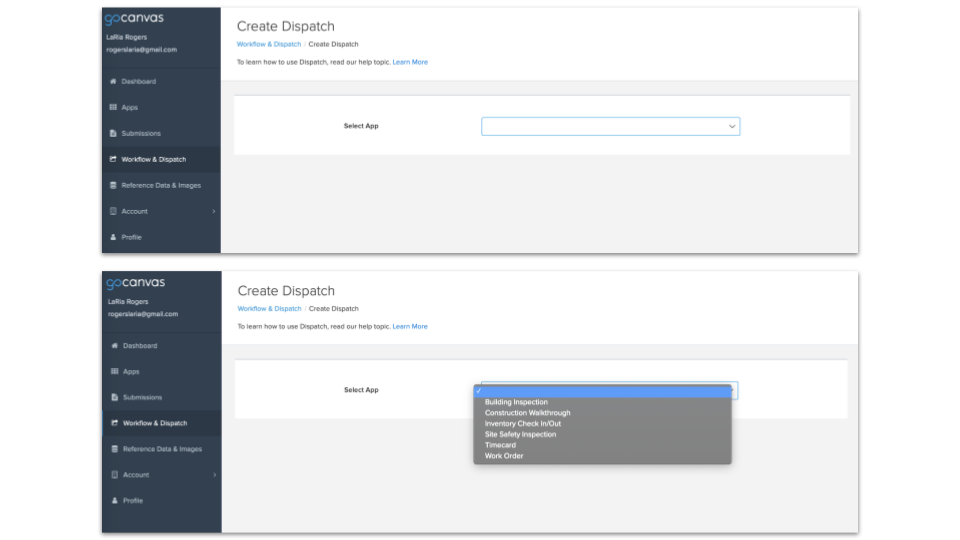 gocanvas
LaRia Rogers
rogerslaria@gmail.com
Dashboard
Apps
Submissions
Workflow & Dispatch
Reference Data & Images
Account
Profile
Create Dispatch
Workflow & Dispatch / Create Dispatch
To learn how to use Dispatch, read our help topic. Learn More
Select App
gocanvas
LaRia Rogers
rogerslaria@gmail.com
Dashboard
Apps
Submissions
Workflow & Dispatch
Reference Data & Images
Account
Profile
Create Dispatch
Workflow & Dispatch / Create Dispatch
To learn how to use Dispatch, read our help topic. Learn More
Select App
Building Inspection
Construction Walkthrough
Inventory Check In/Out
Site Safety Inspection
Timecard
Work Order